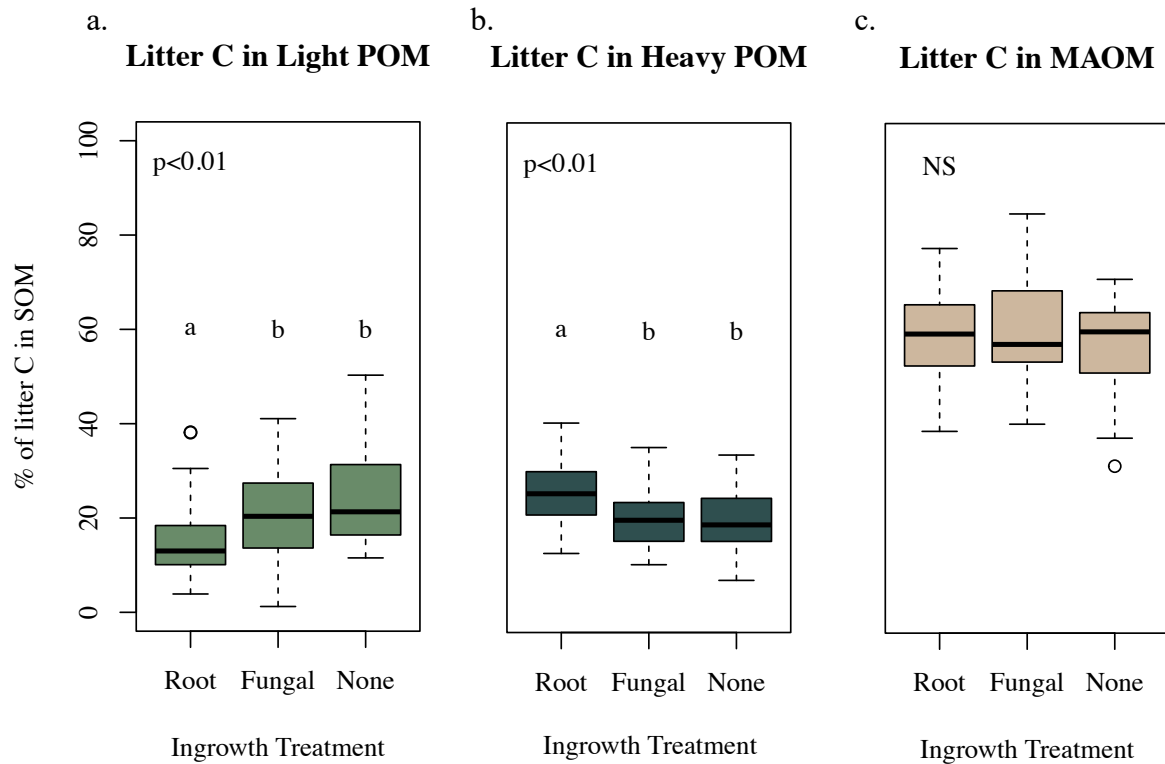 a.
Litter C in Light POM
b.
Litter C in Heavy POM
c.
Litter C in MAOM
% of litter C in SOM
100
80
60
40
20
0
p<0.01
a b b
Root Fungal None
Ingrowth Treatment
p<0.01
a b b
Root Fungal None
Ingrowth Treatment
NS
Root Fungal None
Ingrowth Treatment